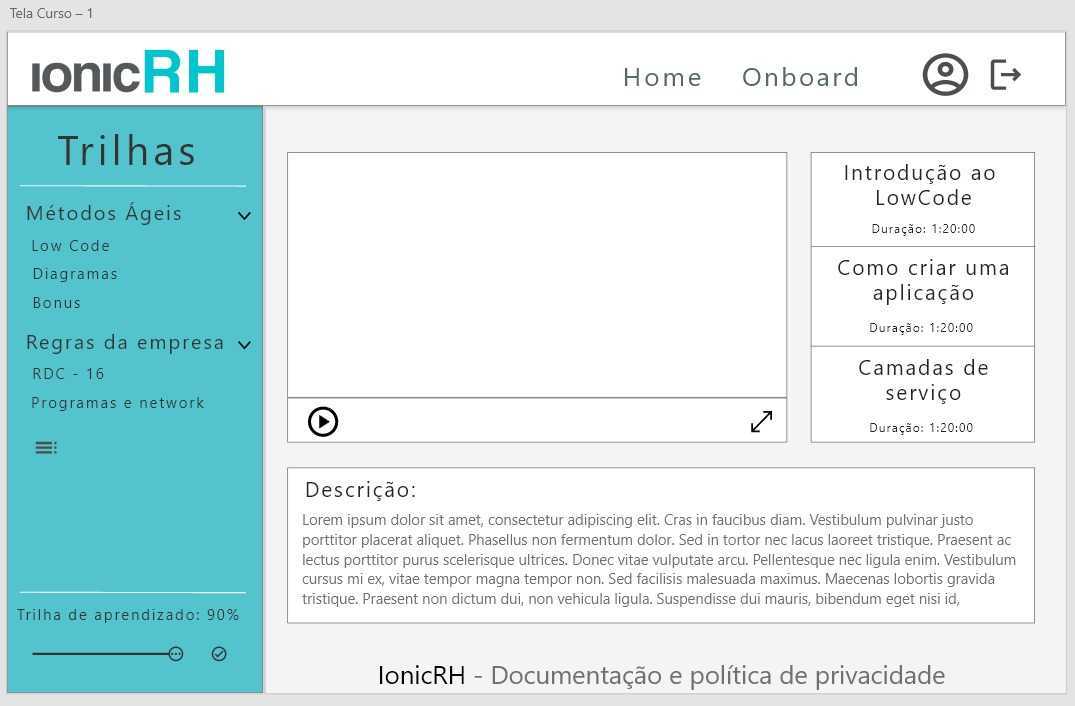 Tela Curso – 1
ionicRH
Home
Onboard
Trilhas
Métodos Ágeis
Low Code
Diagramas
Bonus
Regras da empresa
RDC - 16
Programas e network
Trilha de aprendizado: 90%
Introdução ao
LowCode
Duração: 1:20:00
Como criar uma
aplicação
Duração: 1:20:00
Camadas de
serviço
Duração: 1:20:00
Descrição:
Lorem ipsum dolor sit amet, consectetur adipiscing elit. Cras in faucibus diam. Vestibulum pulvinar justo
porttitor placerat aliquet. Phasellus non fermentum dolor. Sed in tortor nec lacus laoreet tristique. Praesent ac
lectus porttitor purus scelerisque ultrices. Donec vitae vulputate arcu. Pellentesque nec ligula enim. Vestibulum
cursus mi ex, vitae tempor magna tempor non. Sed facilisis malesuada maximus. Maecenas lobortis gravida
tristique. Praesent non dictum dui, non vehicula ligula. Suspendisse dui mauris, bibendum eget nisi id,
IonicRH - Documentação e política de privacidade